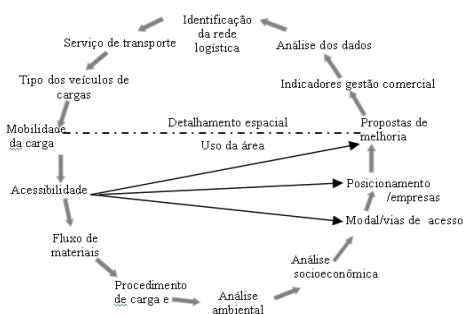 Identificação
da rede
logística
Serviço de transporte
Análise dos dados
Tipo dos veículos de
cargas
Indicadores gestão comercial
Mobilidade
da carga
Detalhamento espacial
Propostas de
melhoria
Uso da área
Acessibilidade
Posicionamento
/empresas
Modal/vias de acesso
Fluxo de
materiais
Análise
socioeconômica
Procedimento
de carga e
Análise
ambiental